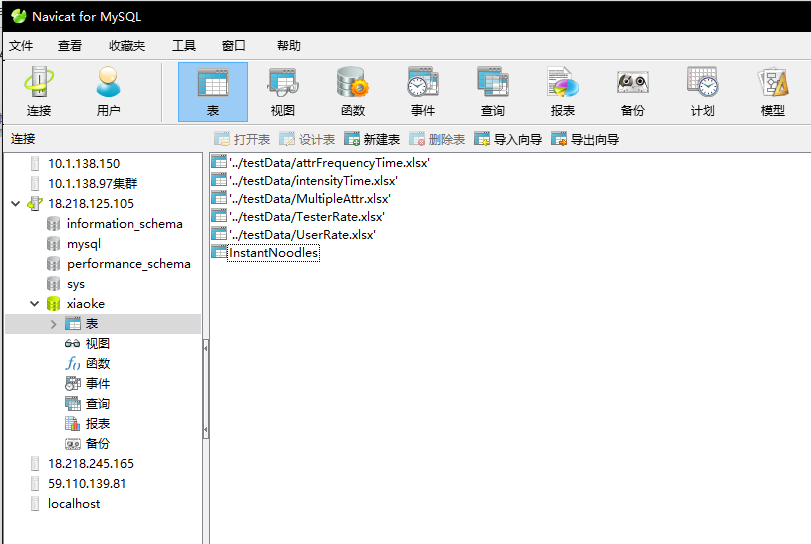 Navicat for MySQL
文件 查看 收藏夹 工具 窗口 帮助
连接 用户 表 视图 函数 事件 查询 报表 备份 计划 模型
连接
打开表 设计表 新建表 删除表 导入向导 导出向导
10.1.138.150
10.1.138.97集群
18.218.125.105
information_schema
mysql
performance_schema
sys
xiaoke
表
视图
函数
事件
查询
报表
备份
18.218.245.165
59.110.139.81
localhost
'../testData/attrFrequencyTime.xlsx'
'../testData/intensityTime.xlsx'
'../testData/MultipleAttr.xlsx'
'../testData/TesterRate.xlsx'
'../testData/UserRate.xlsx'
InstantNoodles